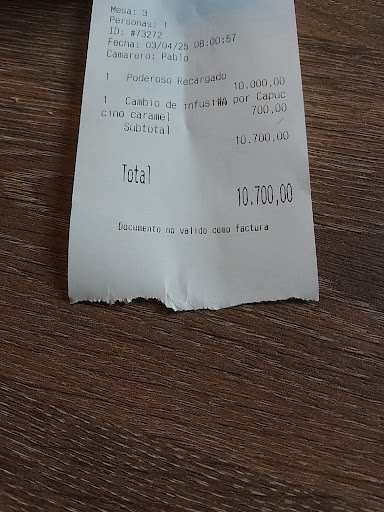 Mesa: 3
Personas: 1
ID: #73272
Fecha: 03/04/25 08:00:57
Camarero: Pablo
1 Poderoso Recargado
10.000,00
1 Cambio de infusi por Capuc
cino caramel 700,00
Subtotal
10.700,00
Total
10.700,00
Documento no valido como factura